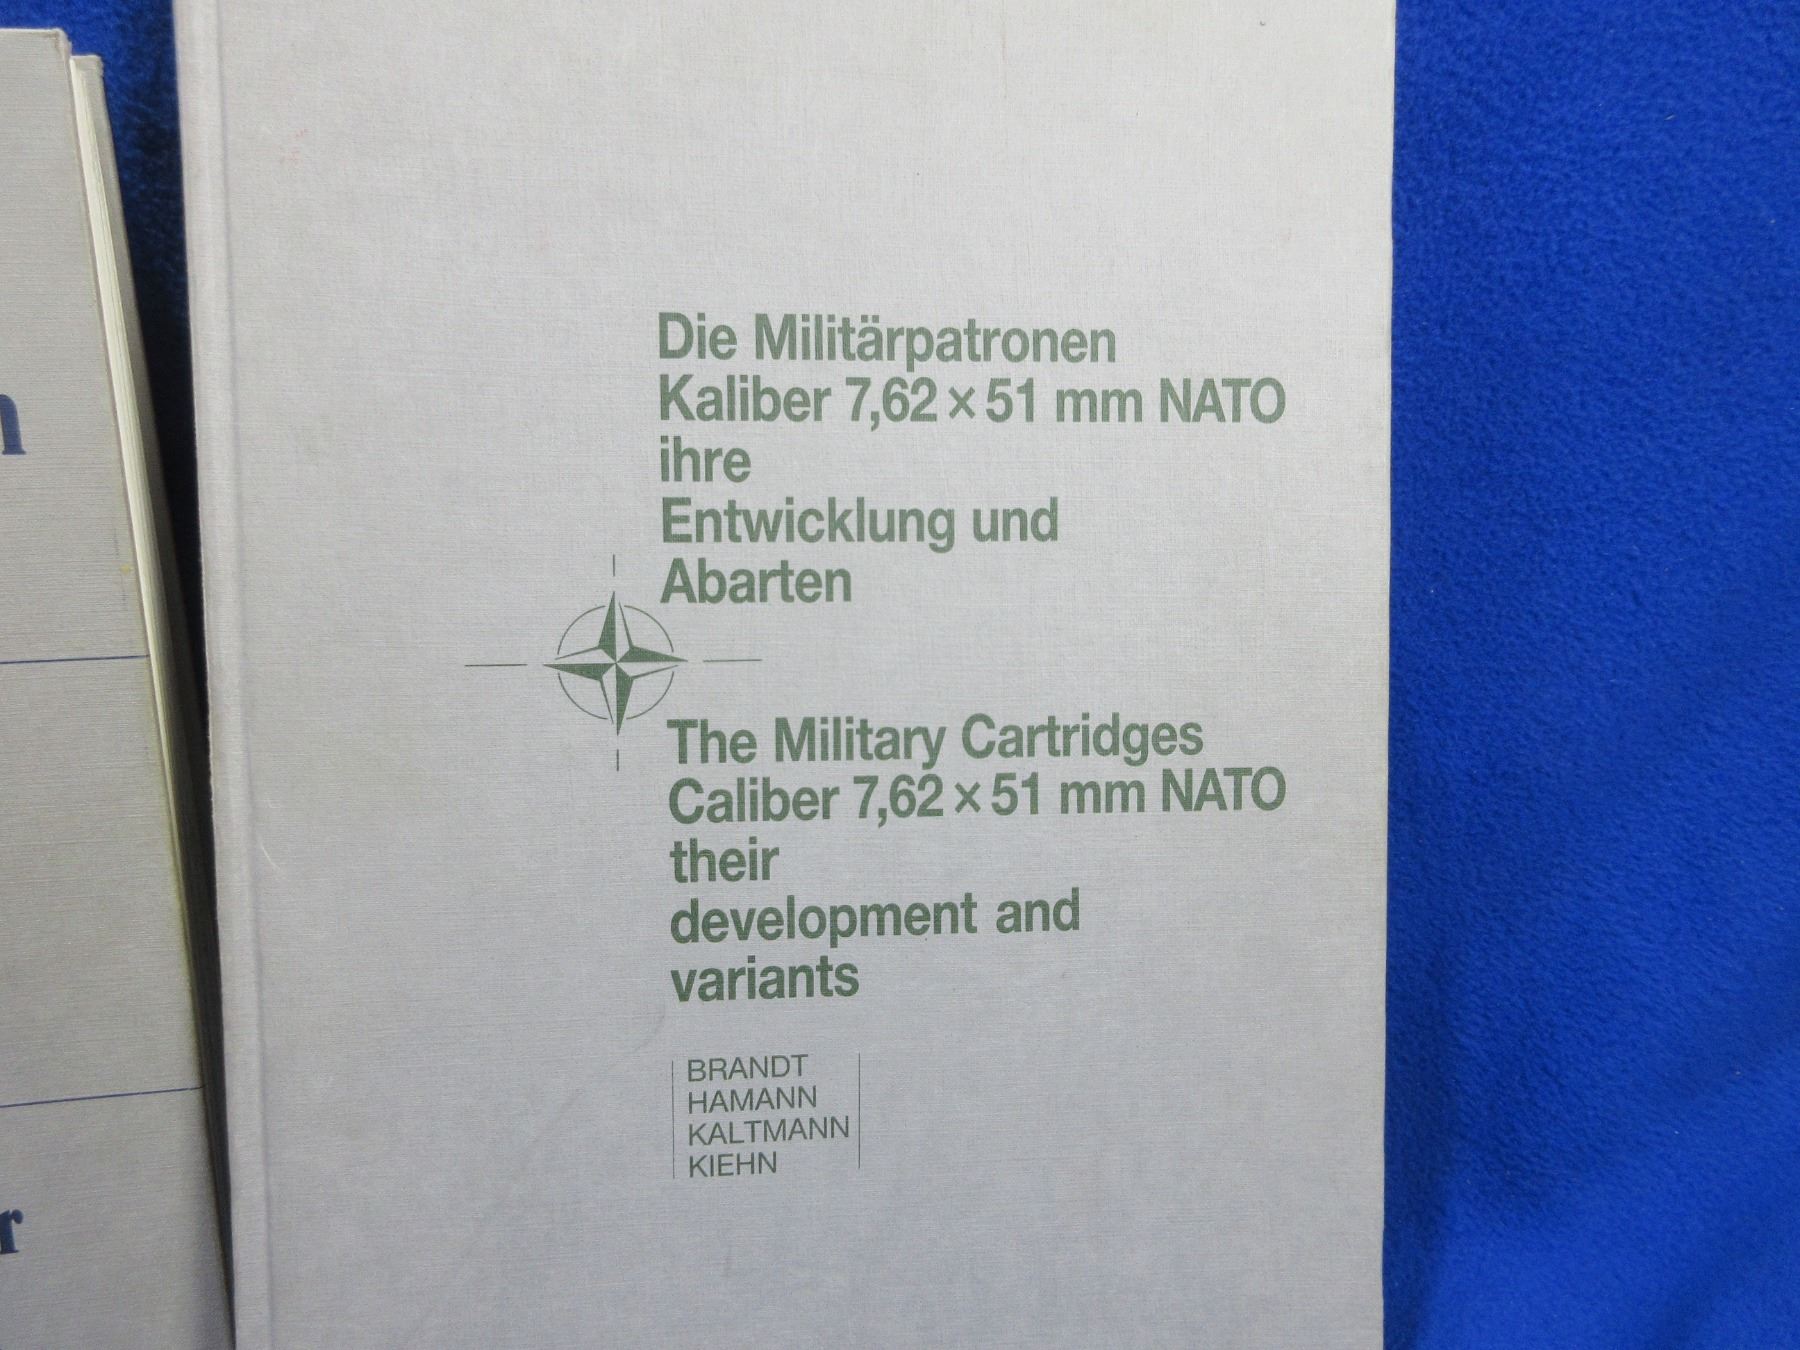 Die Militärpatronen
Kaliber 7,62 × 51 mm NATO
ihre
Entwicklung und
Abarten
The Military Cartridges
Caliber 7,62 × 51 mm NATO
their
development and
variants
BRANDT
HAMANN
KALTMANN
KIEHN